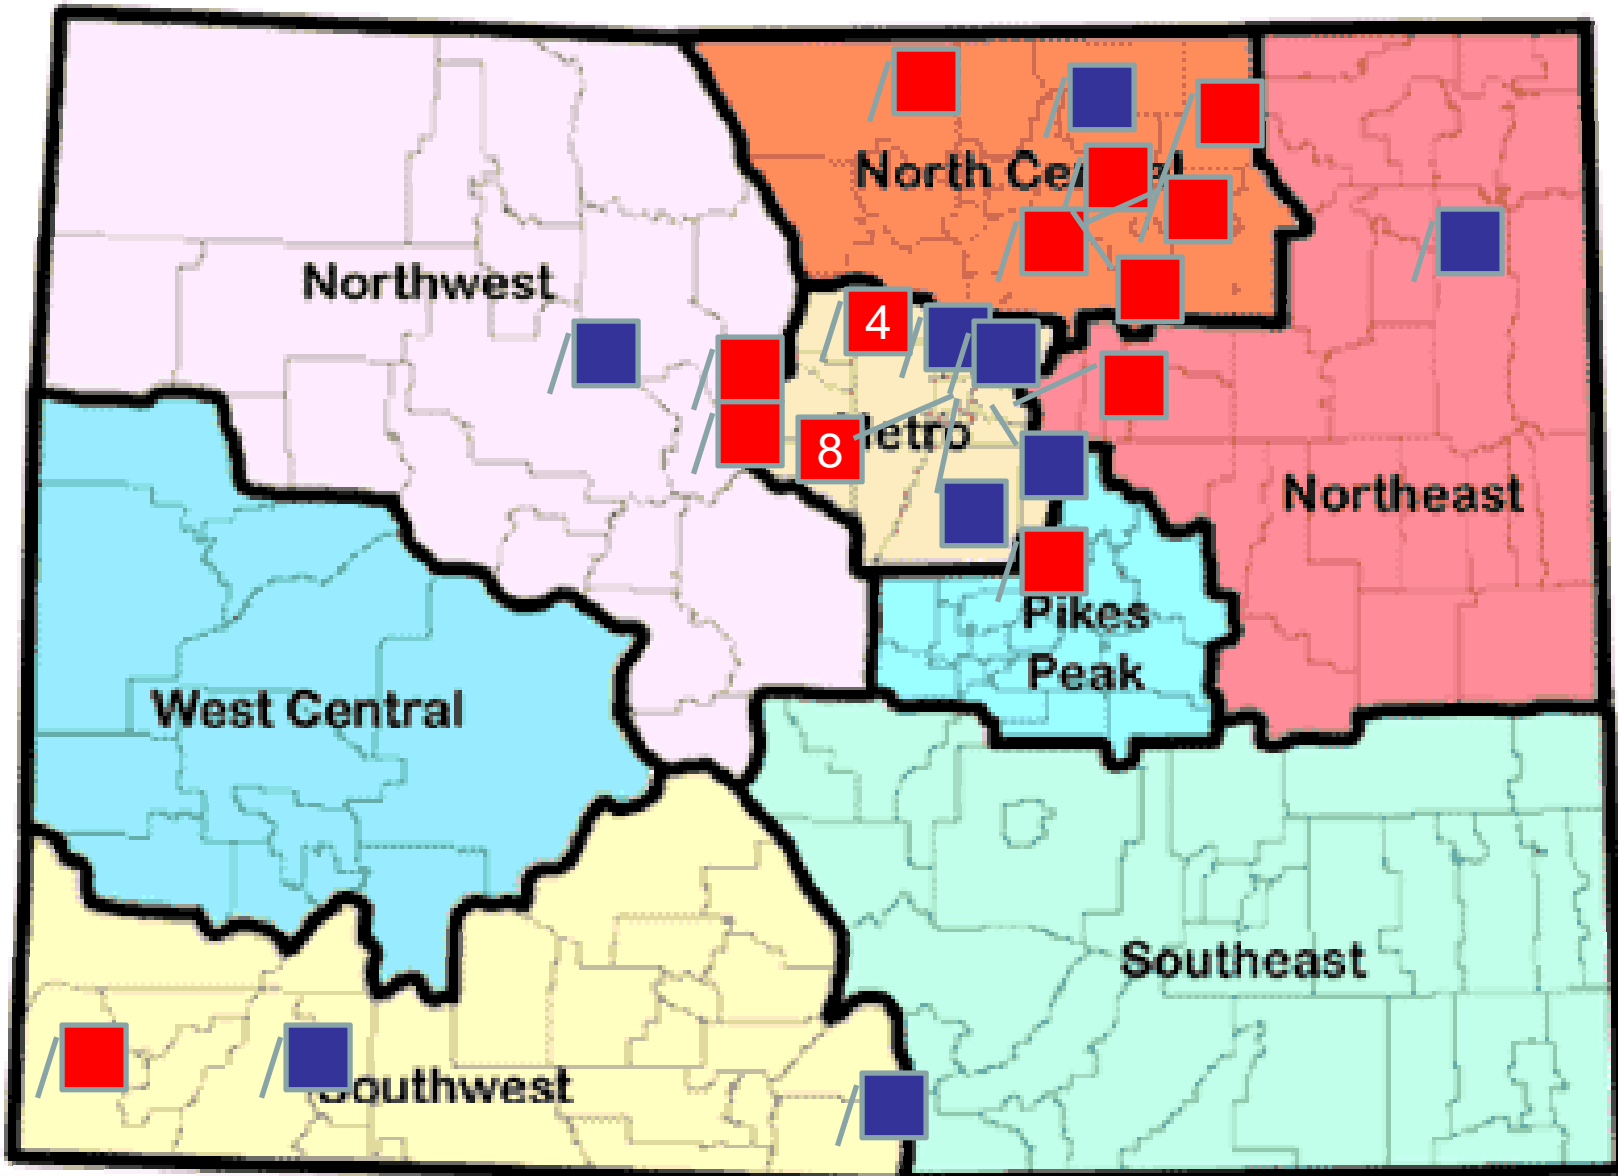 North Ce l
Northwest
4
etro
8
Northeast
Pikes
Peak
West Central
Southeast
outhwest